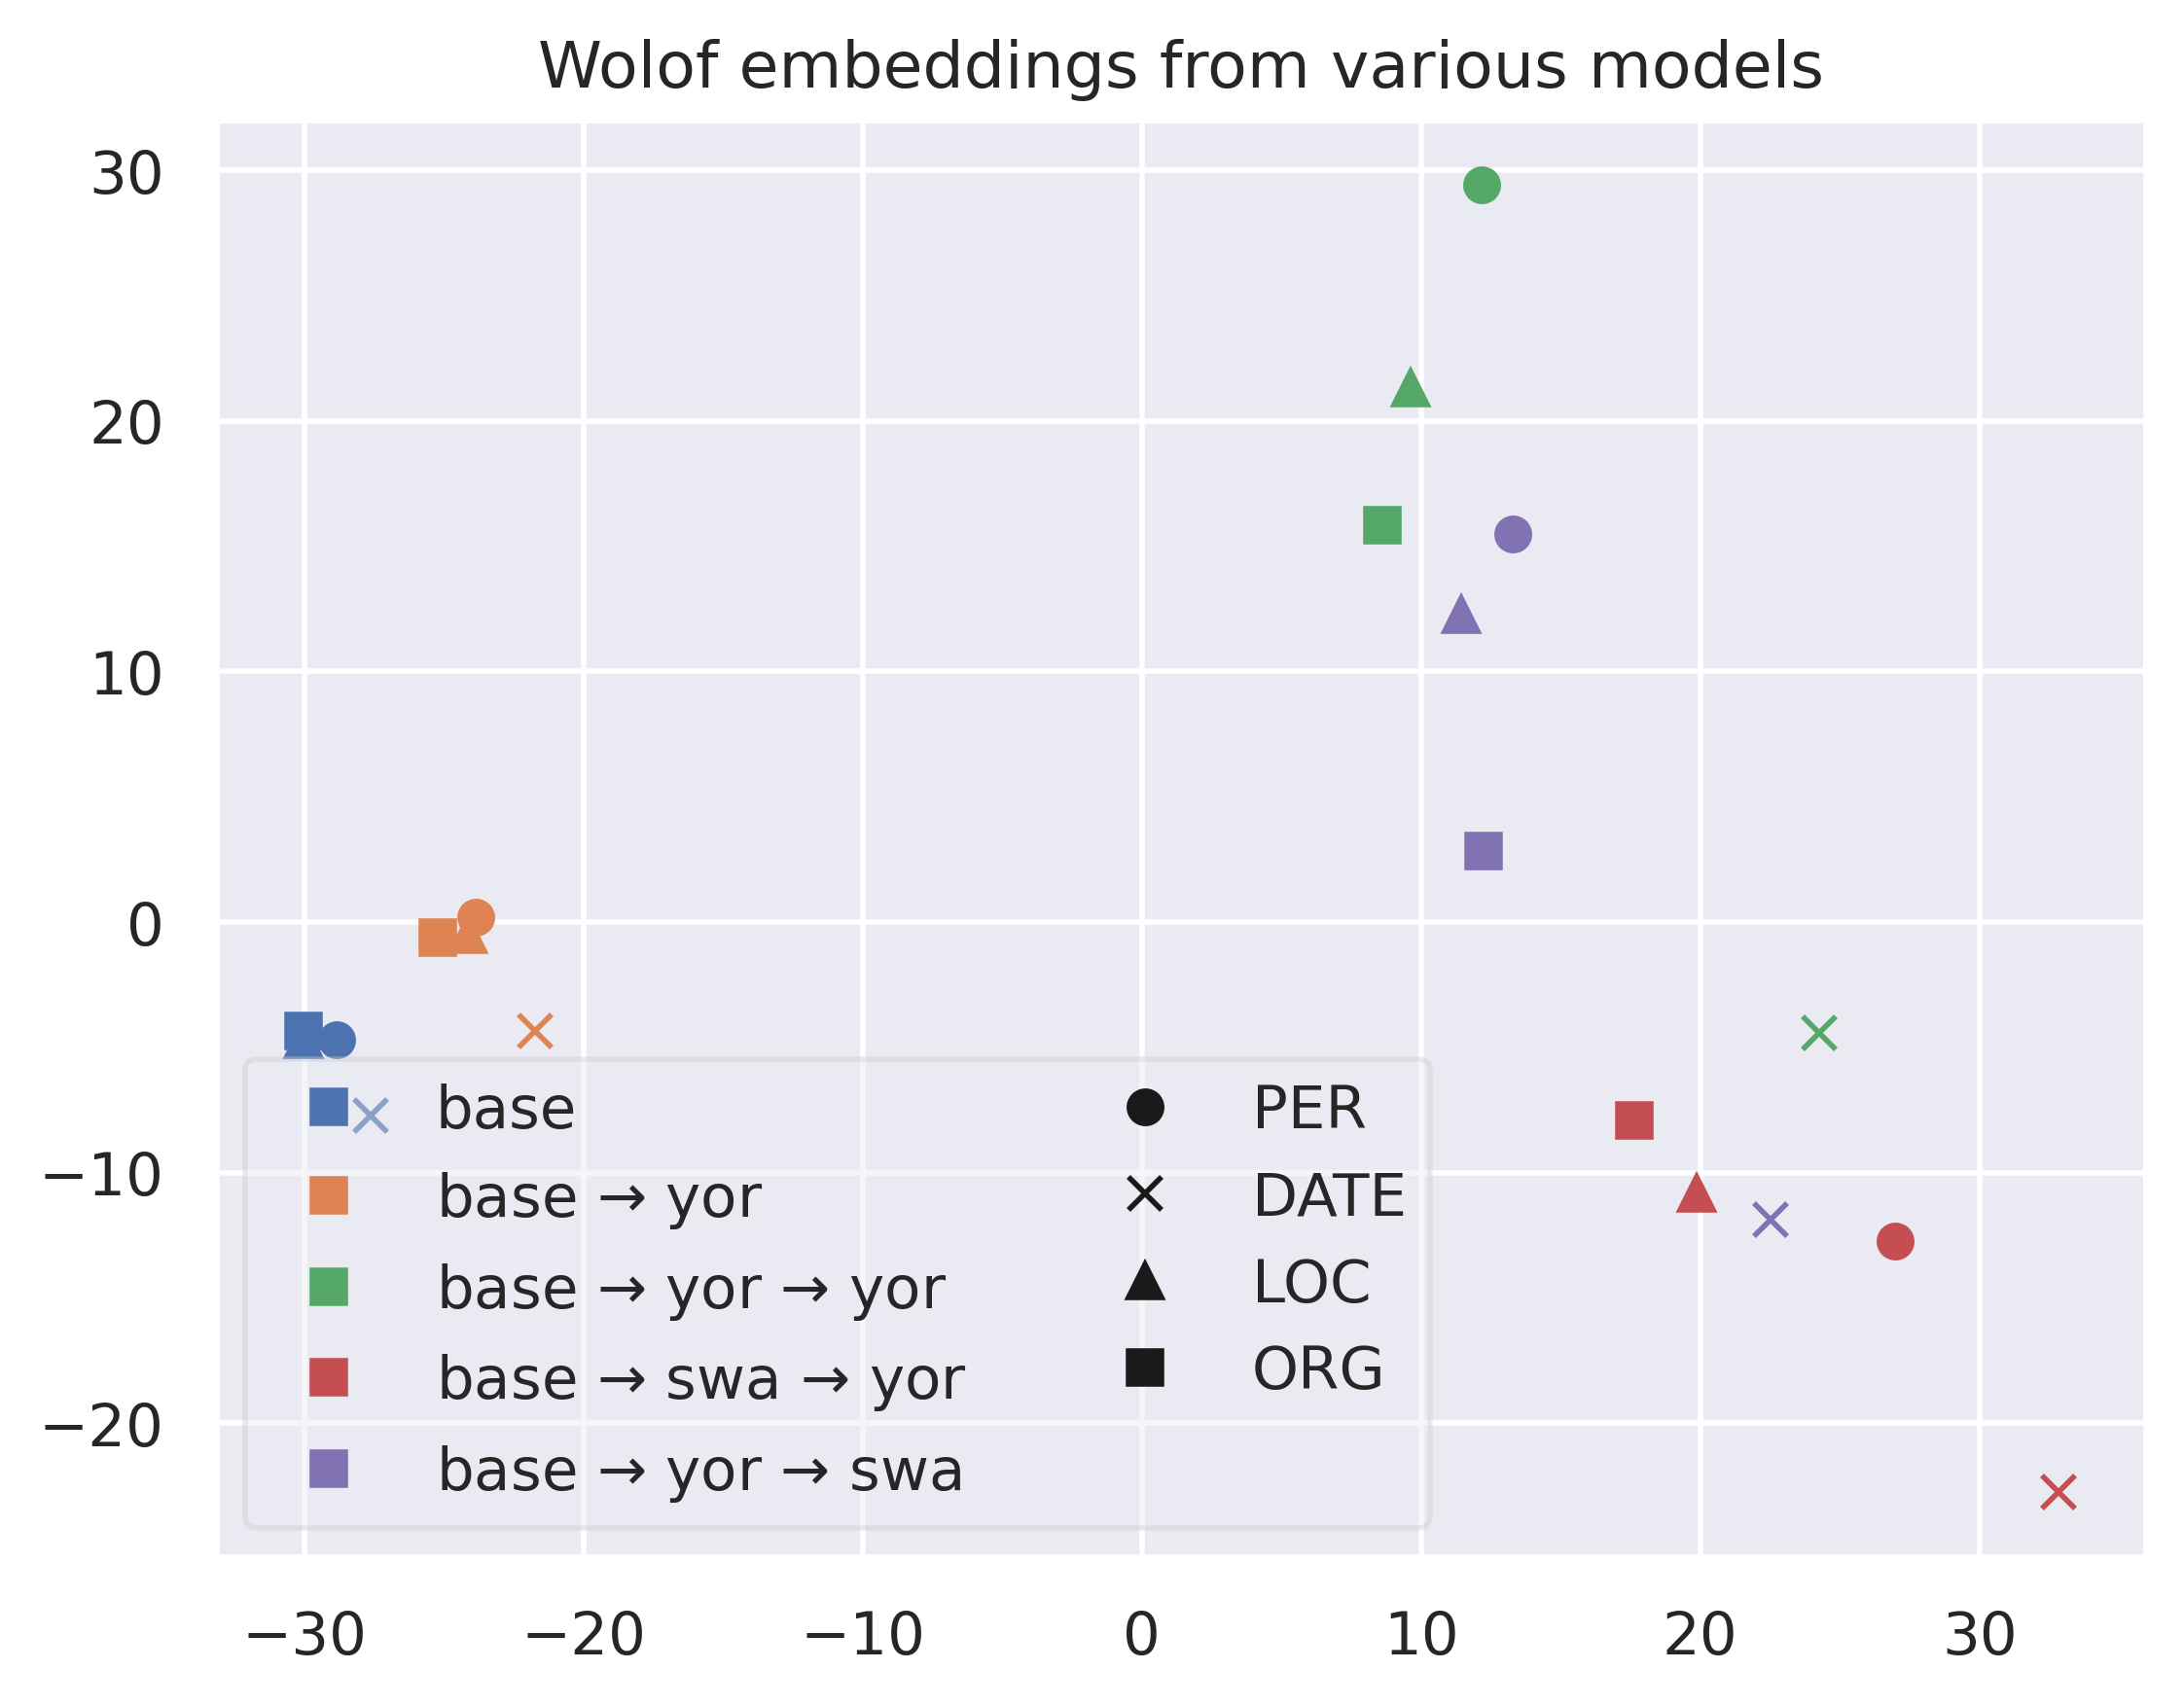 Wolof embeddings from various models
30
20
10
0
−10
−20
base
base → yor
base → yor → yor
base → swa → yor
base → yor → swa
PER
DATE
LOC
ORG
−30 −20 −10 0 10 20 30